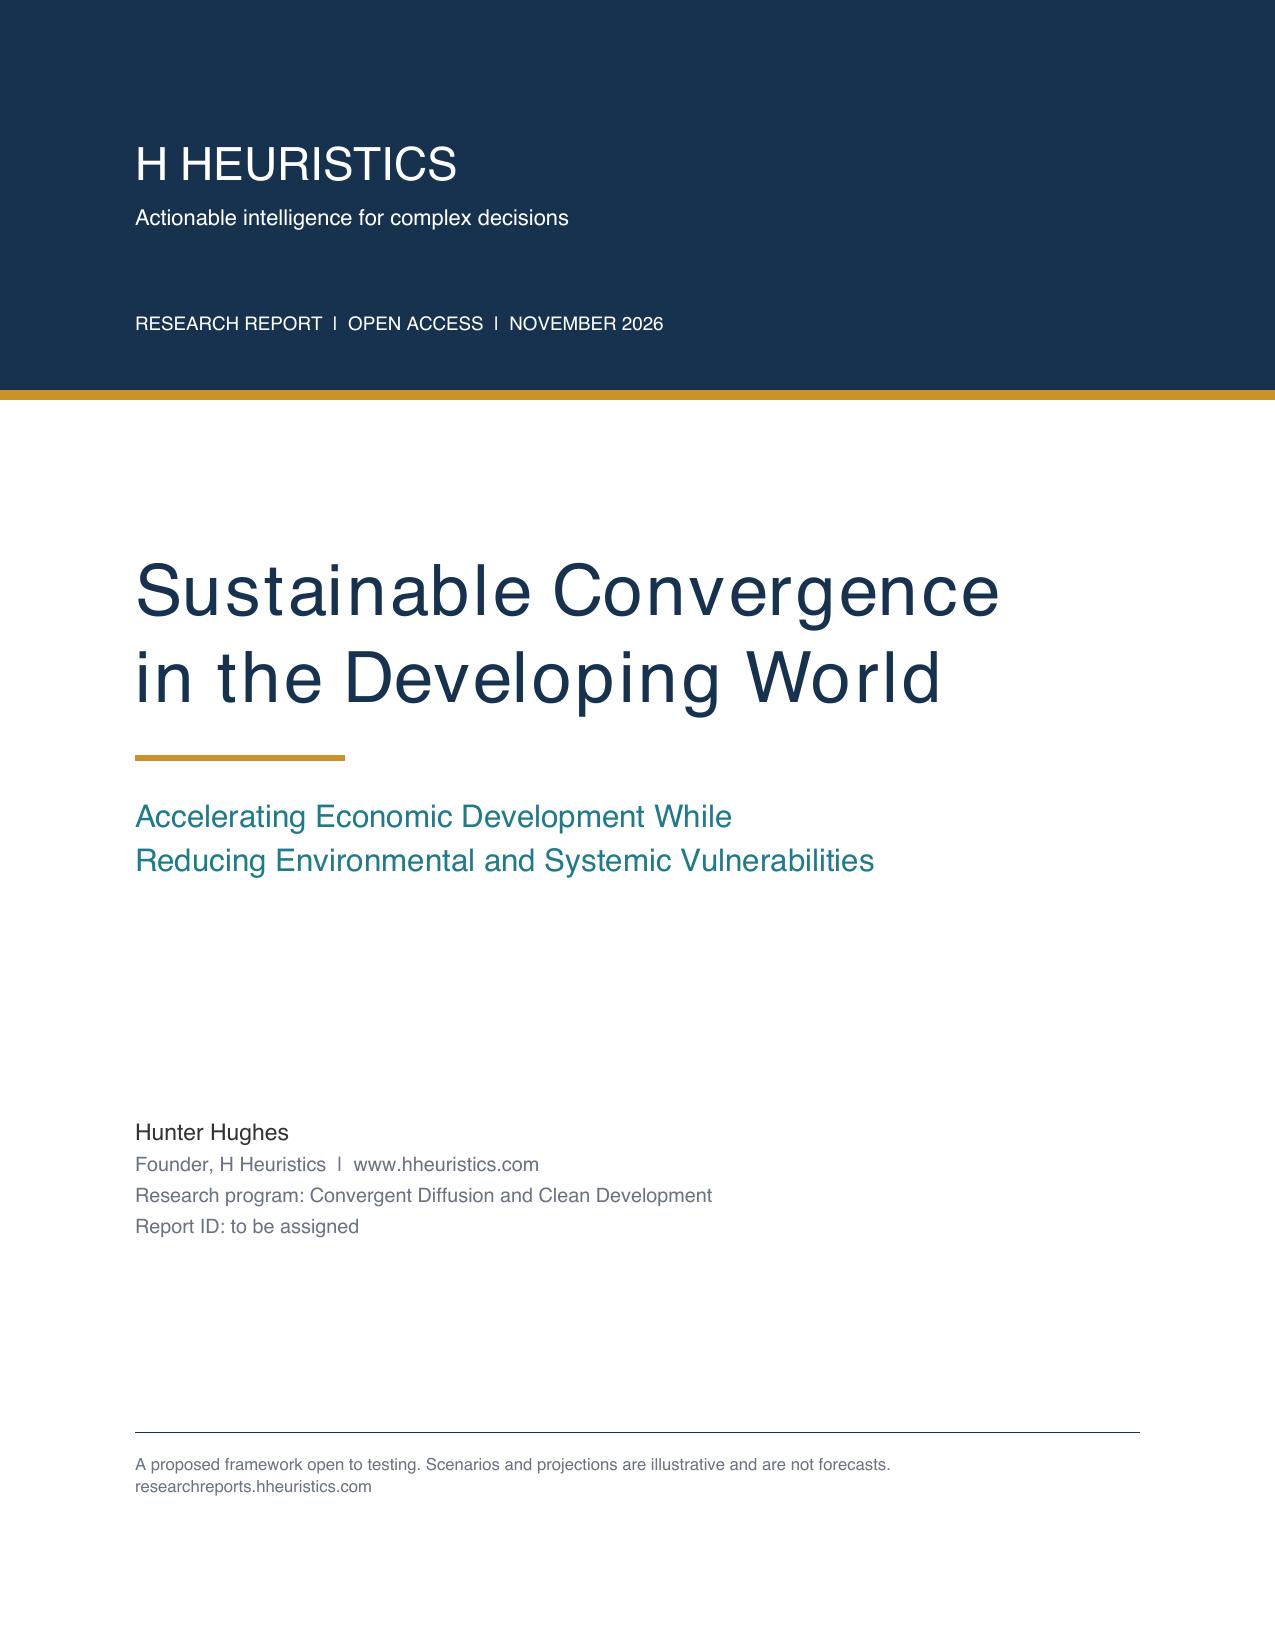 H HEURISTICS
Actionable intelligence for complex decisions
RESEARCH REPORT | OPEN ACCESS | NOVEMBER 2026
Sustainable Convergence
in the Developing World
Accelerating Economic Development While
Reducing Environmental and Systemic Vulnerabilities
Hunter Hughes
Founder, H Heuristics | www.hheuristics.com
Research program: Convergent Diffusion and Clean Development
Report ID: to be assigned
A proposed framework open to testing. Scenarios and projections are illustrative and are not forecasts.
researchreports.hheuristics.com